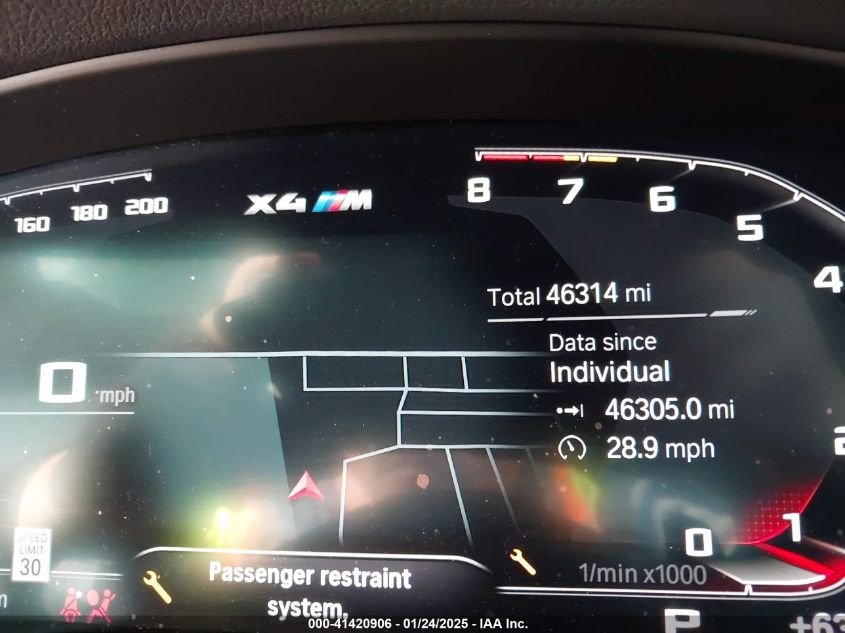 160 180 200
X4 M
8 7 6 5 4 2 1 0
Total 46314 mi
Data since
Individual
46305.0 mi
28.9 mph
0 mph
SPEED
LIMIT
30
Passenger restraint
system.
1/min x1000
P
+63
000-41420906 - 01/24/2025 - IAA Inc.